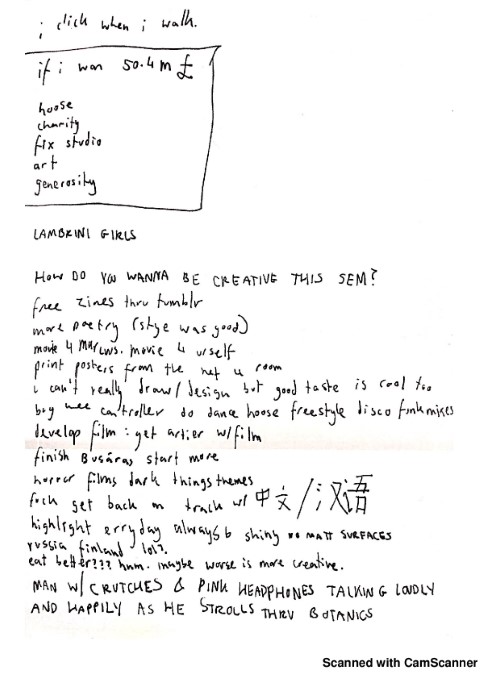 i click when i walk.
if i won 50.4m £
hoose
charity
fix studio
art
generosity
LAMBRINI GIRLS
HOW DO YOU WANNA BE CREATIVE THIS SEM?
free zines thru tumblr
more poetry (stye was good)
movie 4 movie 4 urself
print posters from the net 4 room
i can't really draw/design but good taste is cool too
buy wee controller do dance hoose freestyle disco funk mixes
develop film: get artier w/ film
finish Busáras start more
horror films dark things themes
fuck get back on track w/ 中文/汉语
highlight erryday always b shiny no MATT SURFACES
russia finland lol?.
eat better??? hmm. maybe worse is more creative.
MAN W/ CRUTCHES & PINK HEADPHONES TALKING LOUDLY
AND HAPPILY AS HE STROLLS THRU BOTANICS
Scanned with CamScanner